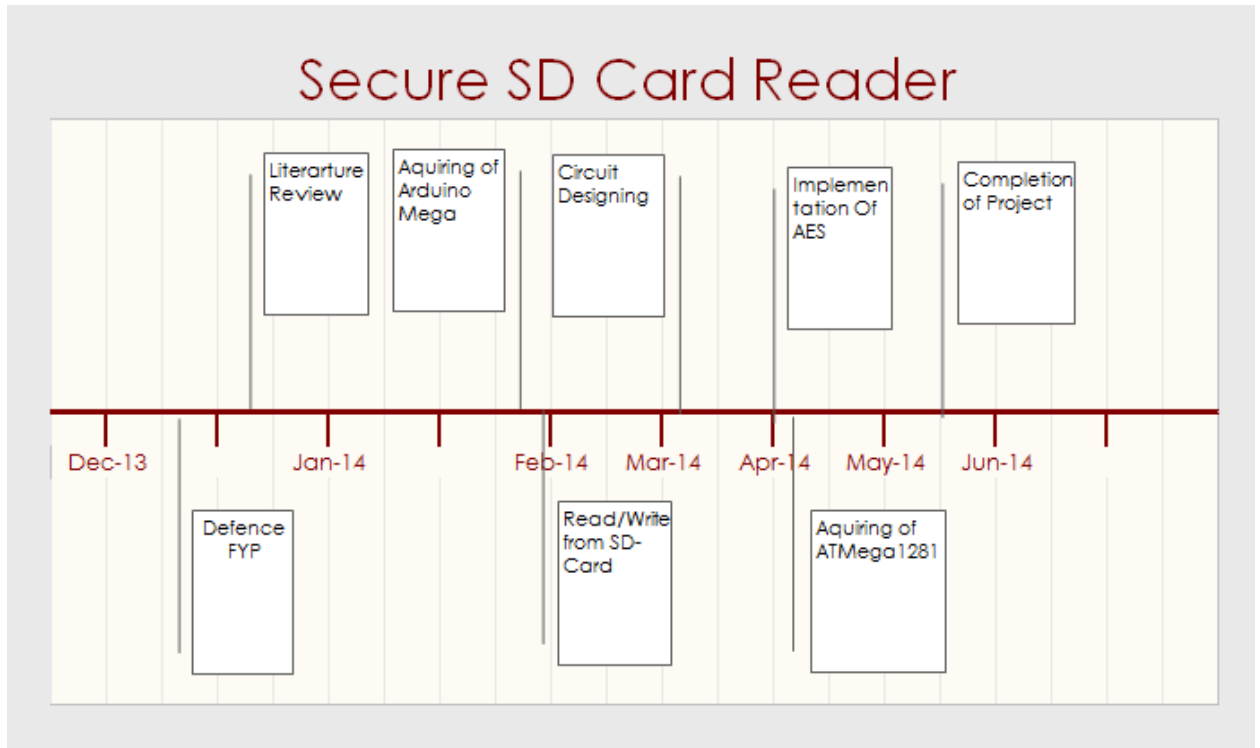 Secure SD Card Reader
Literarture
Review
Aquiring of
Arduino
Mega
Circuit
Designing
Implemen
tation Of
AES
Completion
of Project
Dec-13
Jan-14
Feb-14
Mar-14
Apr-14
May-14
Jun-14
Defence
FYP
Read/Write
from SD-
Card
Aquiring of
ATMega1281